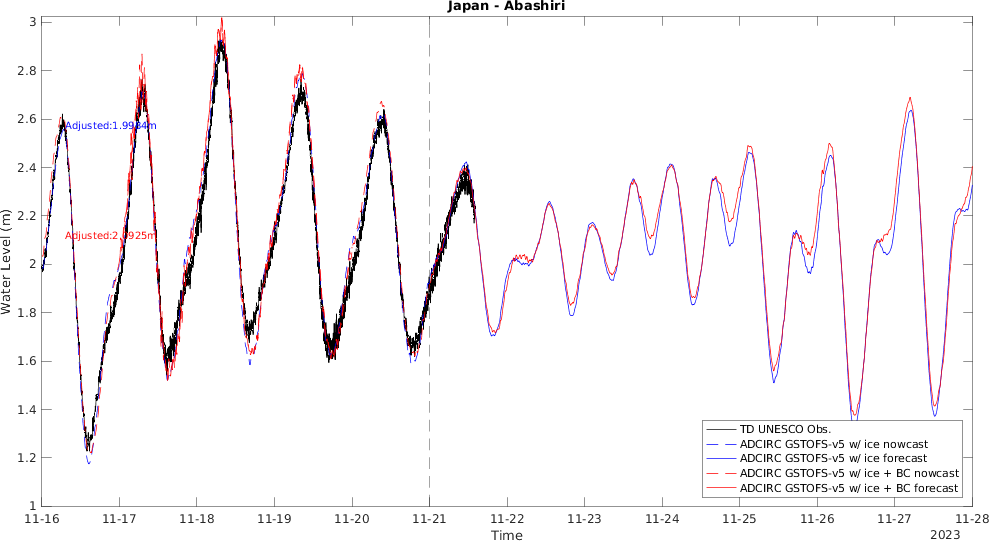 Japan - Abashiri
Water Level (m)
3
2.8
2.6
2.4
2.2
2
1.8
1.6
1.4
1.2
1
Adjusted:1.9984m
TD UNESCO Obs.
ADCIRC GSTOFS-v5 w/ ice nowcast
ADCIRC GSTOFS-v5 w/ ice forecast
ADCIRC GSTOFS-v5 w/ ice + BC nowcast
ADCIRC GSTOFS-v5 w/ ice + BC forecast
11-16 11-17 11-18 11-19 11-20 11-21 11-22 11-23 11-24 11-25 11-26 11-27 11-28
Time
2023